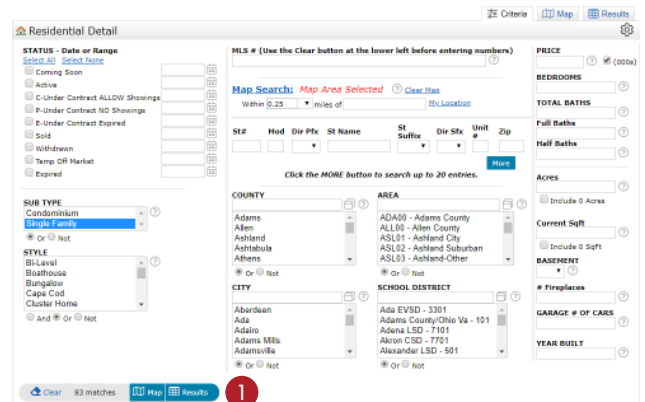 Criteria Map Results
Residential Detail
STATUS - Date or Range
Select All Select None
Coming Soon
Active
C-Under Contract ALLOW Showings
P-Under Contract NO Showings
E-Under Contract Expired
Sold
Withdrawn
Temp Off Market
Expired
SUB TYPE
Condominium
Single Family
Or Not
STYLE
Bi-Level
Boathouse
Bungalow
Cape Cod
Cluster Home
And Or Not
MLS # (Use the Clear button at the lower left before entering numbers)
Map Search: Map Area Selected Clear Map
Within 0.25 miles of My Location
St# Mod Dir Pfx St Name St Suffix Dir Sfx Unit # Zip
More
Click the MORE button to search up to 20 entries.
COUNTY
Adams
Allen
Ashland
Ashtabula
Athens
Or Not
AREA
ADA00 - Adams County
ALL00 - Allen County
ASL01 - Ashland City
ASL02 - Ashland Suburban
ASL03 - Ashland-Other
Or Not
CITY
Aberdeen
Ada
Adairo
Adams Mills
Adamsville
Or Not
SCHOOL DISTRICT
Ada EVSD - 3301
Adams County/Ohio Va - 101
Adena LSD - 7101
Akron CSD - 7701
Alexander LSD - 501
Or Not
PRICE
(000s)
BEDROOMS
TOTAL BATHS
Full Baths
Half Baths
Acres
Include 0 Acres
Current Sqft
Include 0 SqFt
BASEMENT
# Fireplaces
GARAGE # OF CARS
YEAR BUILT
Clear 83 matches Map Results
1